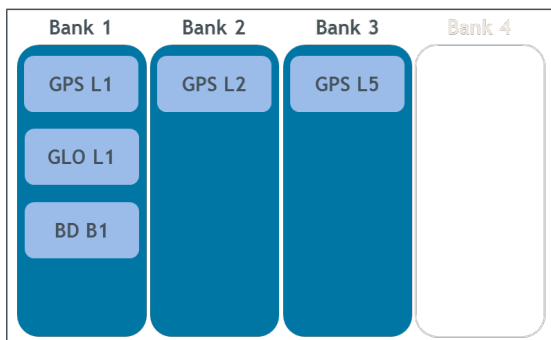 Bank 1 Bank 2 Bank 3 Bank 4
GPS L1 GPS L2 GPS L5
GLO L1
BD B1